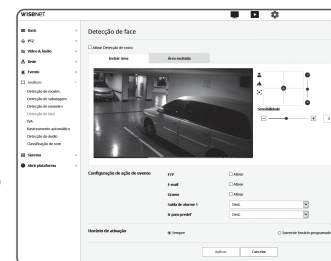 WISENET
Basic
PTZ
Vídeo & Áudio
Rede
Evento
Análises
Detecção de movim.
Detecção de sabotagem
Detecção de nevoeiro
Detecção de face
IVA
Rastreamento automático
Detecção de áudio
Classificação do som
Sistema
Abrir plataforma
Detecção de face
Ativar Detecção de rosto
Incluir área
Área excluída
Sensibilidade
Configuração de ação de evento
FTP
Ativar
E-mail
Ativar
Gravar
Ativar
Saída de alarme 1
Desl.
Ir para predef
Desl.
Horário de ativação
Sempre
Somente horário programado
Aplicar
Cancelar